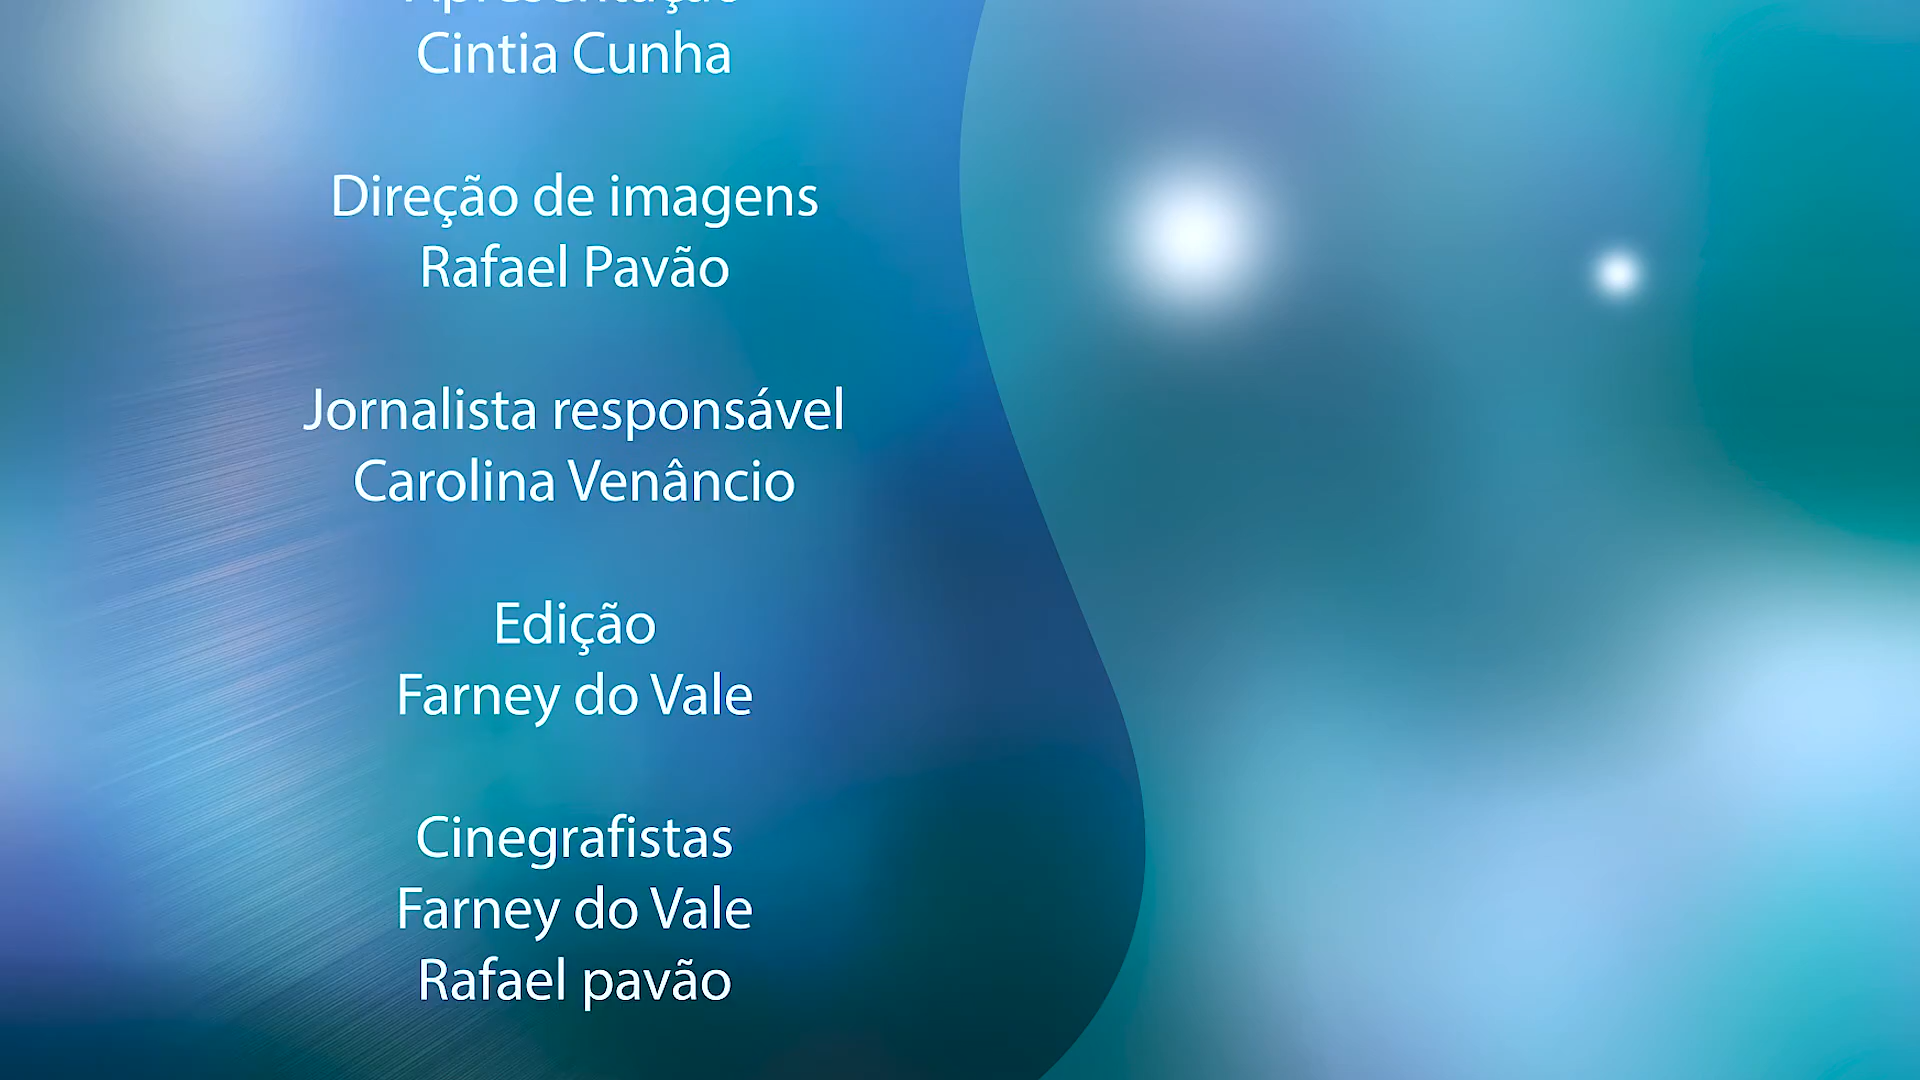 Apresentação
Cintia Cunha
Direção de imagens
Rafael Pavão
Jornalista responsável
Carolina Venâncio
Edição
Farney do Vale
Cinegrafistas
Farney do Vale
Rafael pavão